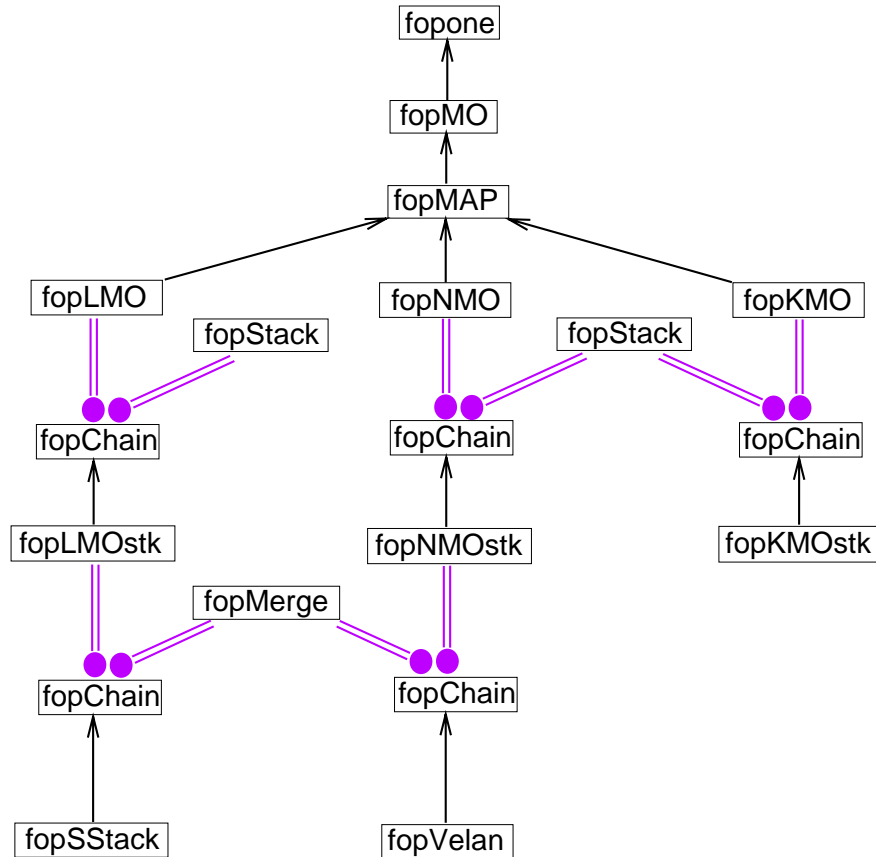 fopone
fopMO
fopMAP
fopLMO
fopNMO
fopKMO
fopStack
fopStack
fopChain
fopChain
fopChain
fopLMOstk
fopNMOstk
fopKMOstk
fopMerge
fopChain
fopChain
fopSStack
fopVelan